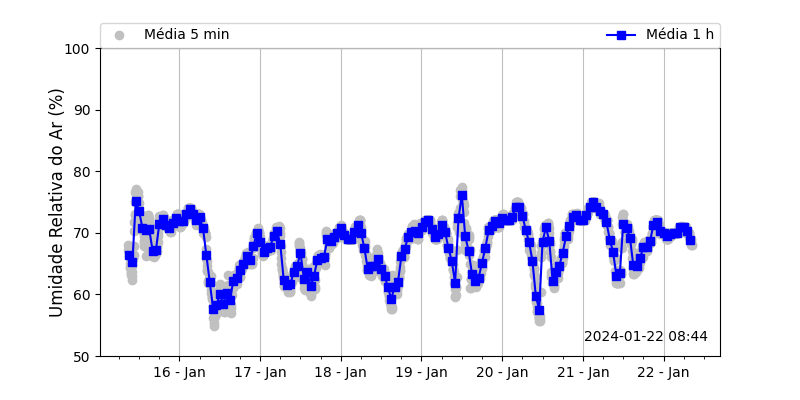 Média 5 min
Média 1 h
Umidade Relativa do Ar (%)
100
90
80
70
60
50
2024-01-22 08:44
16 - Jan
17 - Jan
18 - Jan
19 - Jan
20 - Jan
21 - Jan
22 - Jan